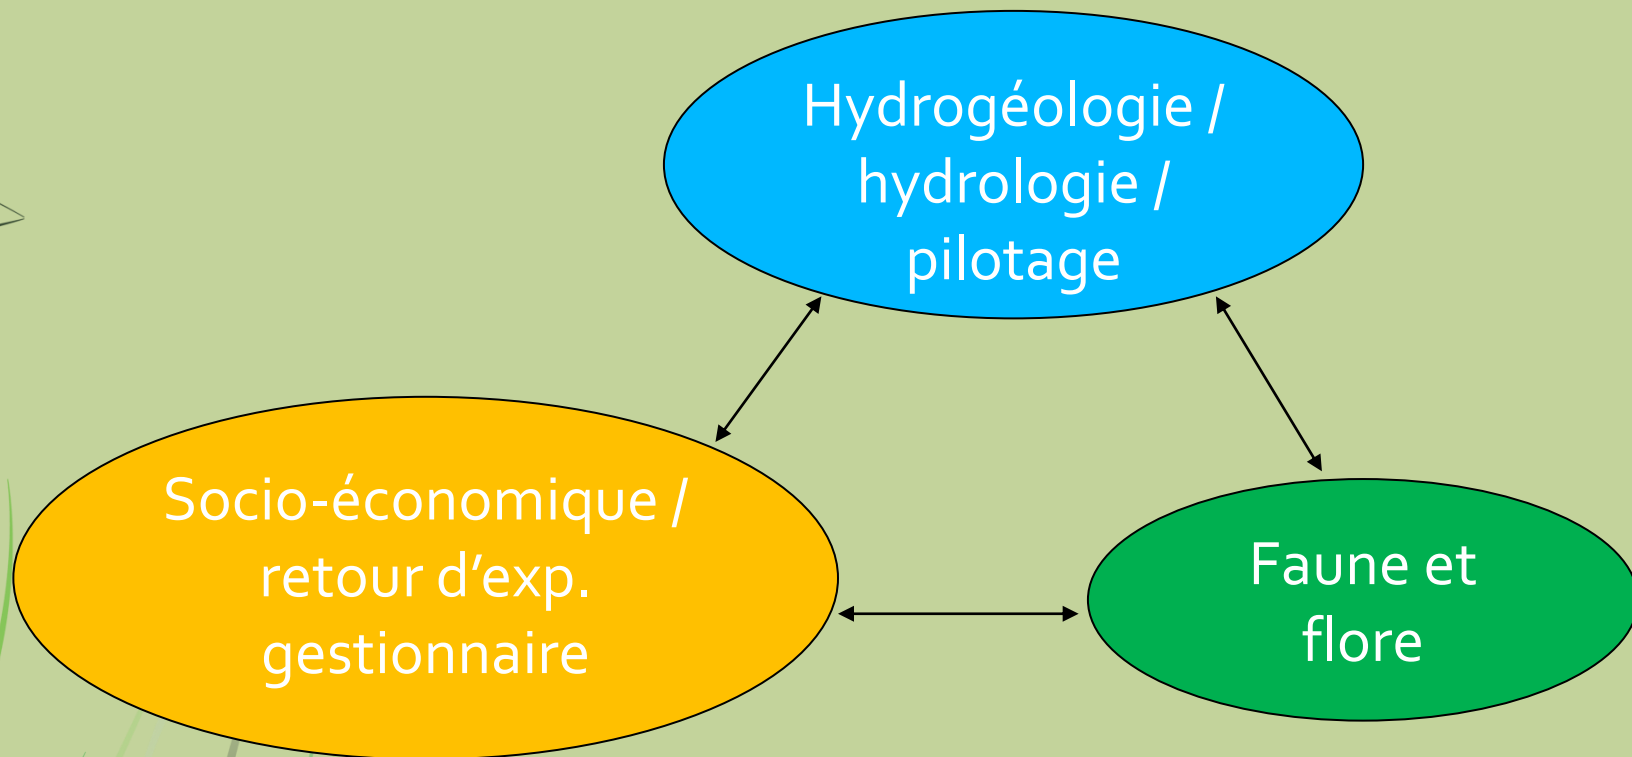 Hydrogéologie /
hydrologie /
pilotage
Socio-économique /
retour d’exp.
gestionnaire
Faune et
flore